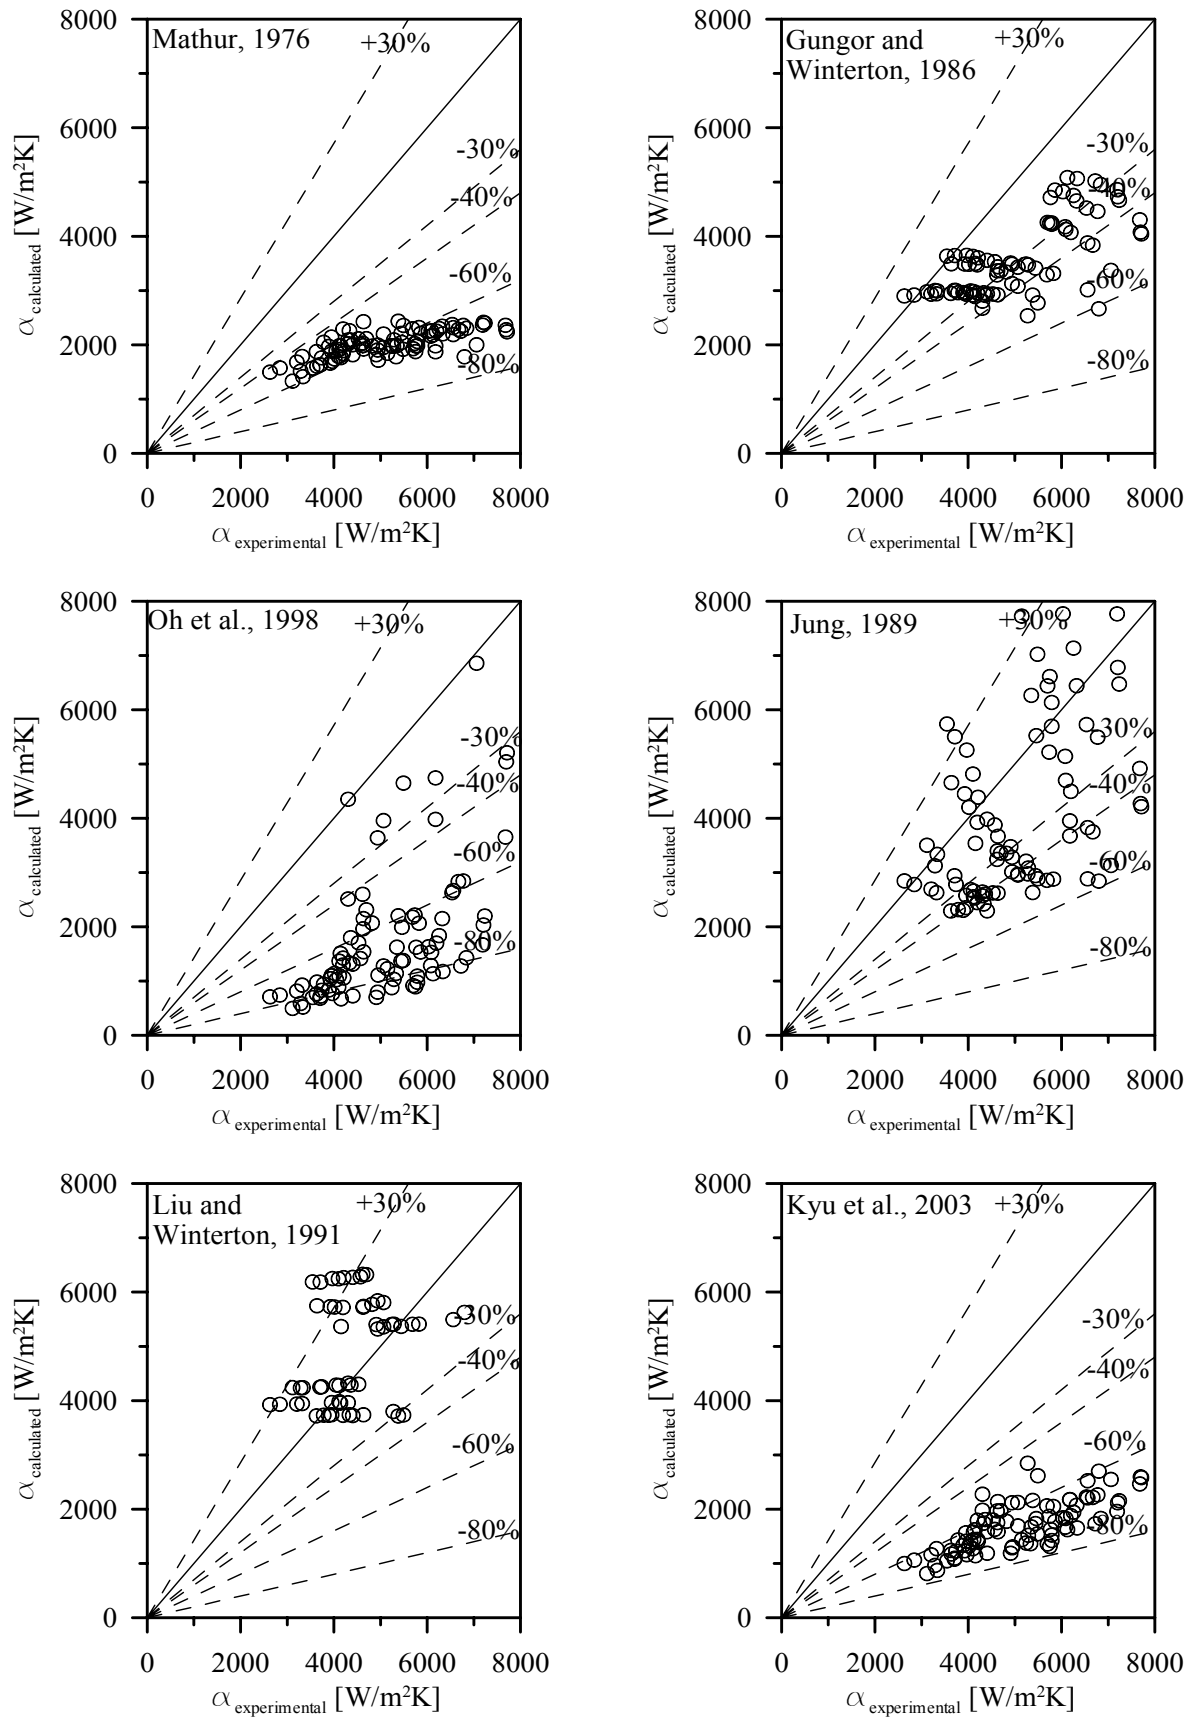 8000
Mathur, 1976
+30%
6000
-30%
-40%
4000
-60%
2000
-80%
0
0 2000 4000 6000 8000
α calculated [W/m²K]
α experimental [W/m²K]
8000
Gungor and
Winterton, 1986
+30%
6000
-30%
-40%
4000
-60%
2000
-80%
0
0 2000 4000 6000 8000
α calculated [W/m²K]
α experimental [W/m²K]
8000
Oh et al., 1998
+30%
6000
-30%
-40%
4000
-60%
2000
-80%
0
0 2000 4000 6000 8000
α calculated [W/m²K]
α experimental [W/m²K]
8000
Jung, 1989
+30%
6000
-30%
-40%
4000
-60%
2000
-80%
0
0 2000 4000 6000 8000
α calculated [W/m²K]
α experimental [W/m²K]
8000
Liu and
Winterton, 1991
+30%
6000
-30%
-40%
4000
-60%
2000
-80%
0
0 2000 4000 6000 8000
α calculated [W/m²K]
α experimental [W/m²K]
8000
Kyu et al., 2003
+30%
6000
-30%
-40%
4000
-60%
2000
-80%
0
0 2000 4000 6000 8000
α calculated [W/m²K]
α experimental [W/m²K]